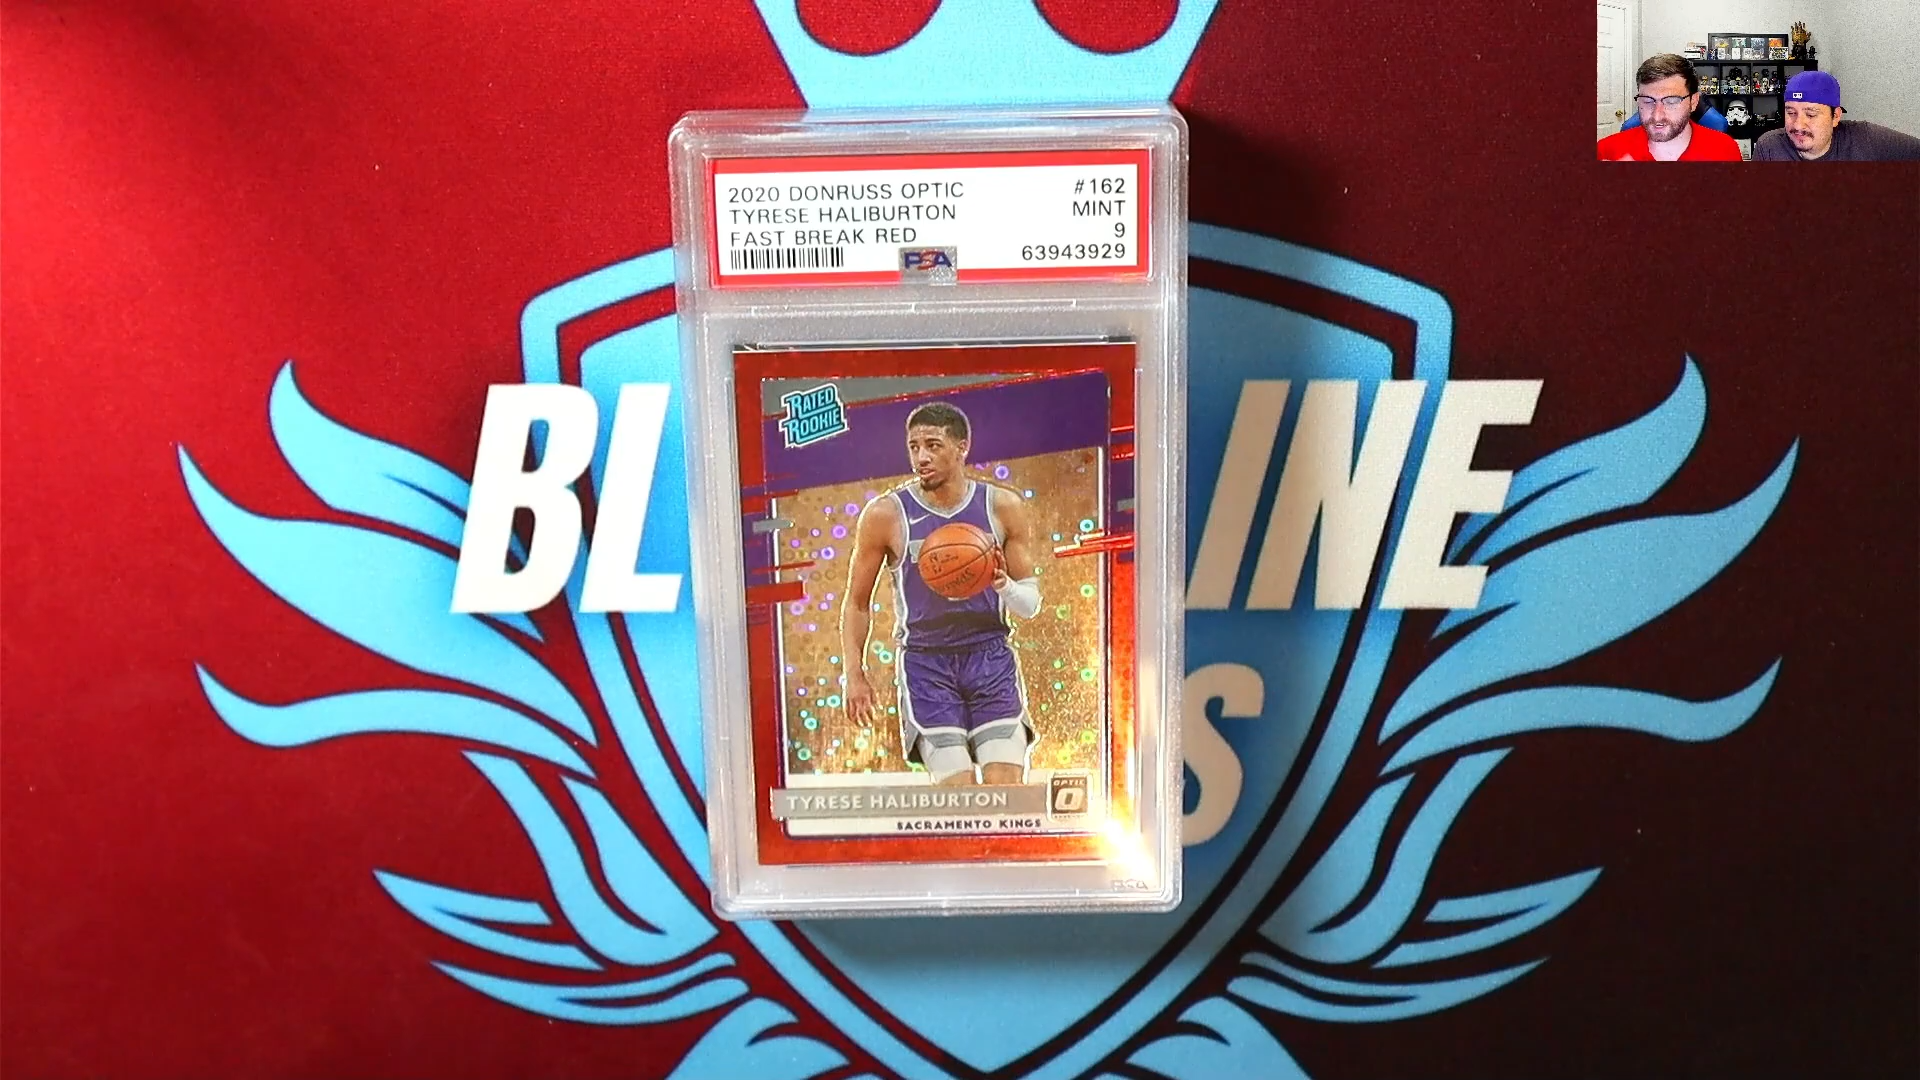 2020 DONRUSS OPTIC #162
TYRESE HALIBURTON MINT
FAST BREAK RED 9
PSA 63943929
BL INE
S
RATED
ROOKIE
OPTIC
TYRESE HALIBURTON
SACRAMENTO KINGS
PSA